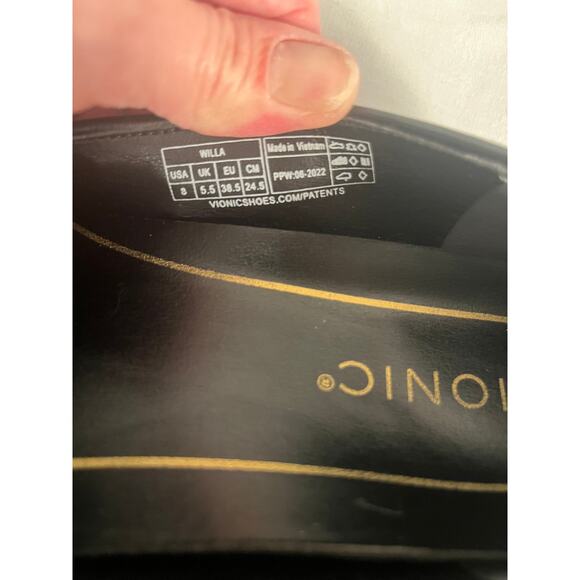 WILLA
USA UK EU CM
8 5.5 38.5 24.5
Made in Vietnam
PPW:06-2022
VIONICSHOES.COM/PATENTS
IONIC®